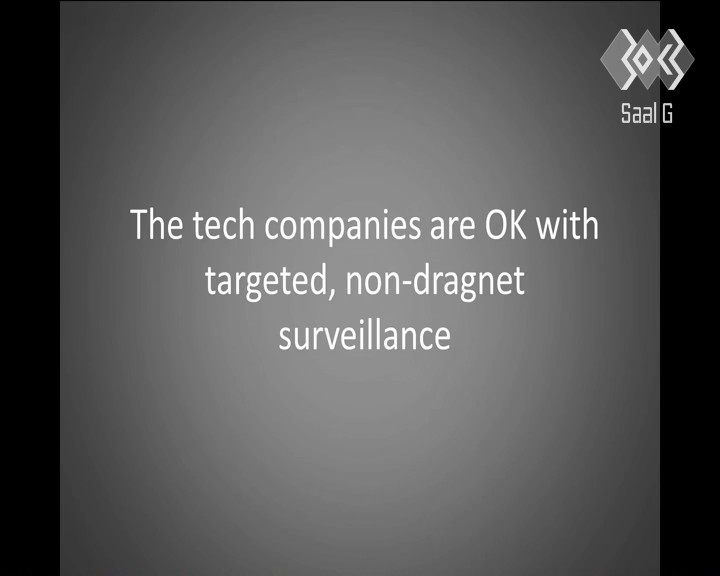 Saal G
The tech companies are OK with
targeted, non-dragnet
surveillance